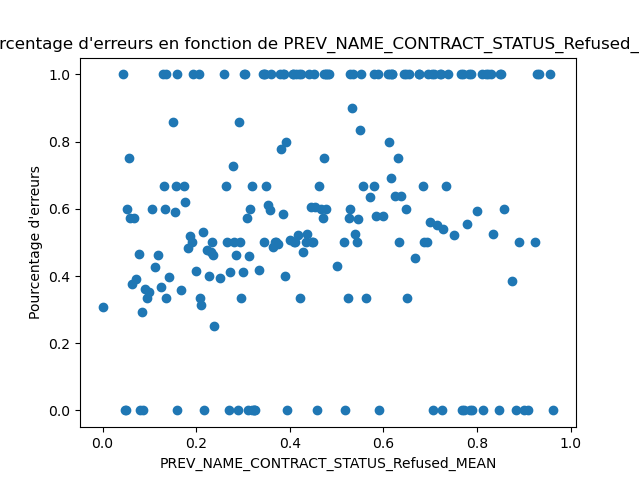 rcentage d'erreurs en fonction de PREV_NAME_CONTRACT_STATUS_Refused_
Pourcentage d'erreurs
1.0
0.8
0.6
0.4
0.2
0.0
0.0 0.2 0.4 0.6 0.8 1.0
PREV_NAME_CONTRACT_STATUS_Refused_MEAN